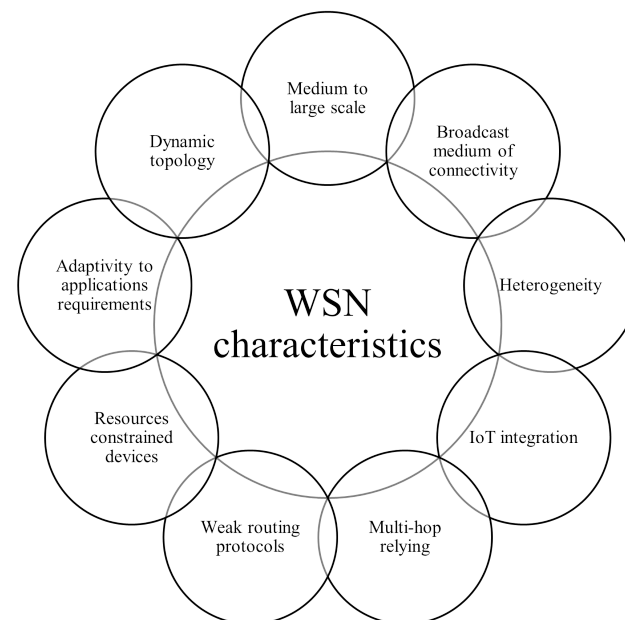 Medium to
large scale
Broadcast
medium of
connectivity
Heterogeneity
IoT integration
Multi-hop
relying
Weak routing
protocols
Resources
constrained
devices
Adaptivity to
applications
requirements
Dynamic
topology
WSN
characteristics